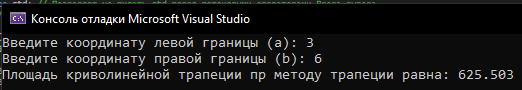 Консоль отладки Microsoft Visual Studio
Введите координату левой границы (a): 3
Введите координату правой границы (b): 6
Площадь криволинейной трапеции пр методу трапеции равна: 625.503